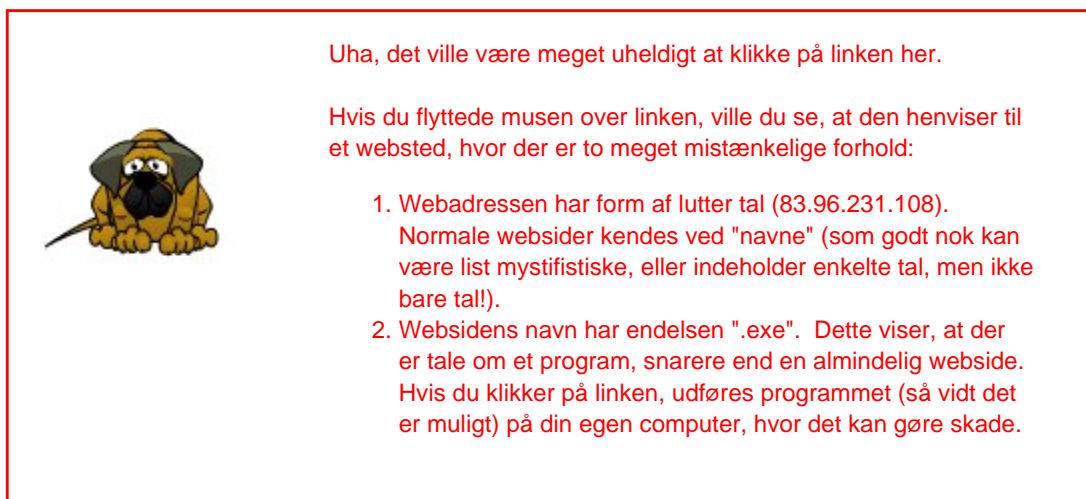 Uha, det ville være meget uheldigt at klikke på linken her.
Hvis du flyttede musen over linken, ville du se, at den henviser til
et websted, hvor der er to meget mistænkelige forhold:
1. Webadressen har form af lutter tal (83.96.231.108).
Normale websider kendes ved "navne" (som godt nok kan
være list mystifistiske, eller indeholder enkelte tal, men ikke
bare tal!).
2. Websidens navn har endelsen ".exe".  Dette viser, at der
er tale om et program, snarere end en almindelig webside.
Hvis du klikker på linken, udføres programmet (så vidt det
er muligt) på din egen computer, hvor det kan gøre skade.